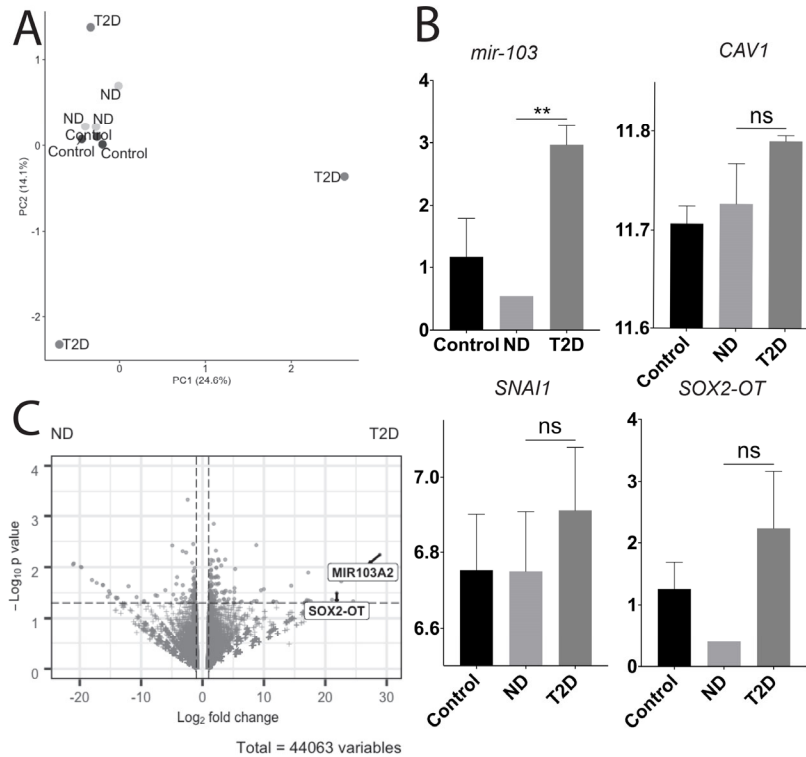 A
T2D
ND
ND ND
Control
Control
Control
T2D
T2D
1
0
-1
-2
PC2 (14.1%)
0
1
2
PC1 (24.6%)
B
mir-103
**
4
3
2
1
0
Control ND T2D
CAV1
ns
11.8
11.7
11.6
Control
ND
T2D
SNAI1
ns
7.0
6.8
6.6
Control
ND
T2D
SOX2-OT
ns
4
3
2
1
0
Control
ND
T2D
C
ND
T2D
4
3
2
1
0
– Log10 p value
MIR103A2
SOX2-OT
-20
-10
0
10
20
30
Log2 fold change
Total = 44063 variables